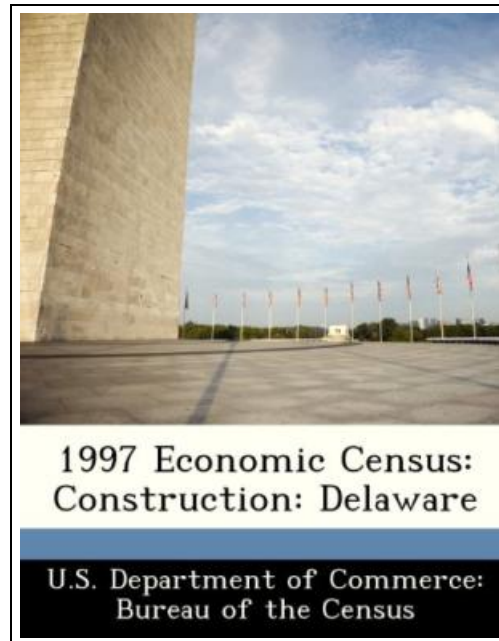 1997 Economic Census:
Construction: Delaware
U.S. Department of Commerce:
Bureau of the Census